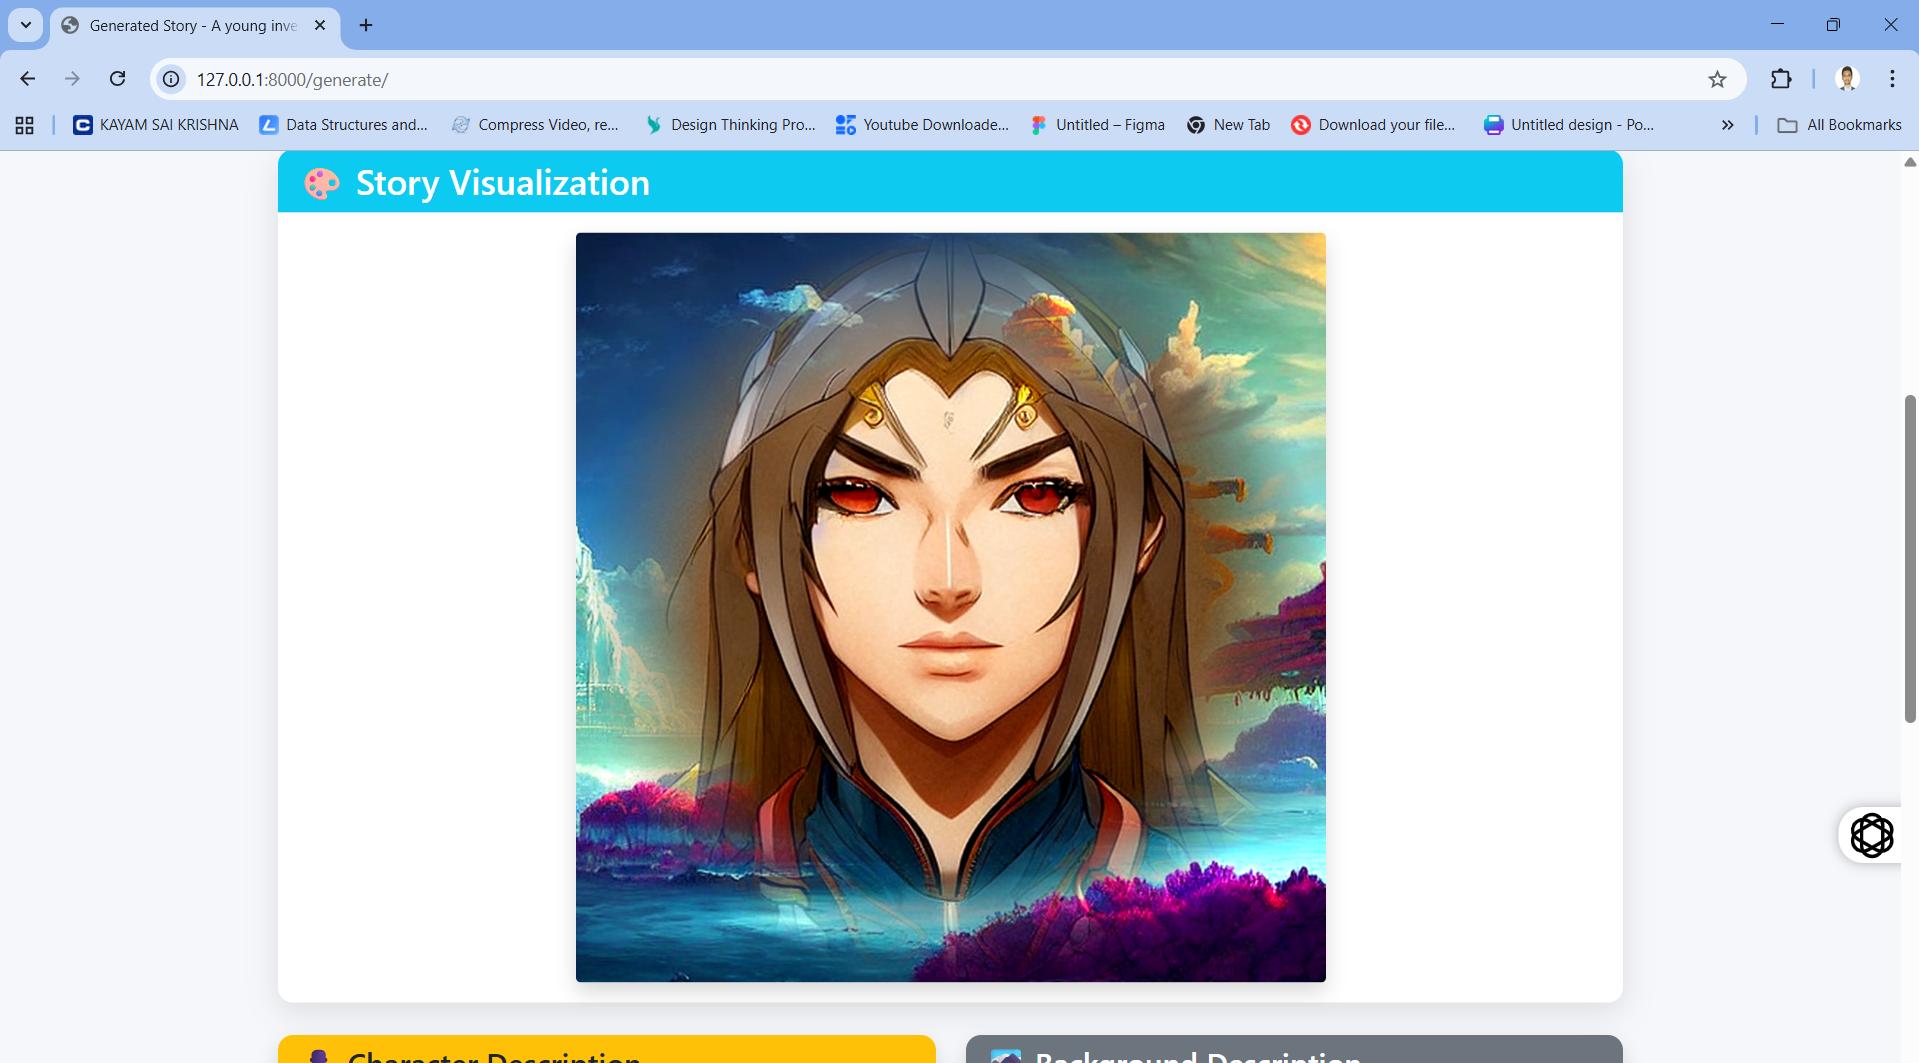 Generated Story - A young inve
127.0.0.1:8000/generate/
KAYAM SAI KRISHNA
Data Structures and...
Compress Video, re...
Design Thinking Pro...
Youtube Downloade...
Untitled – Figma
New Tab
Download your file...
Untitled design - Po...
All Bookmarks
Story Visualization
Character Description
Background Description